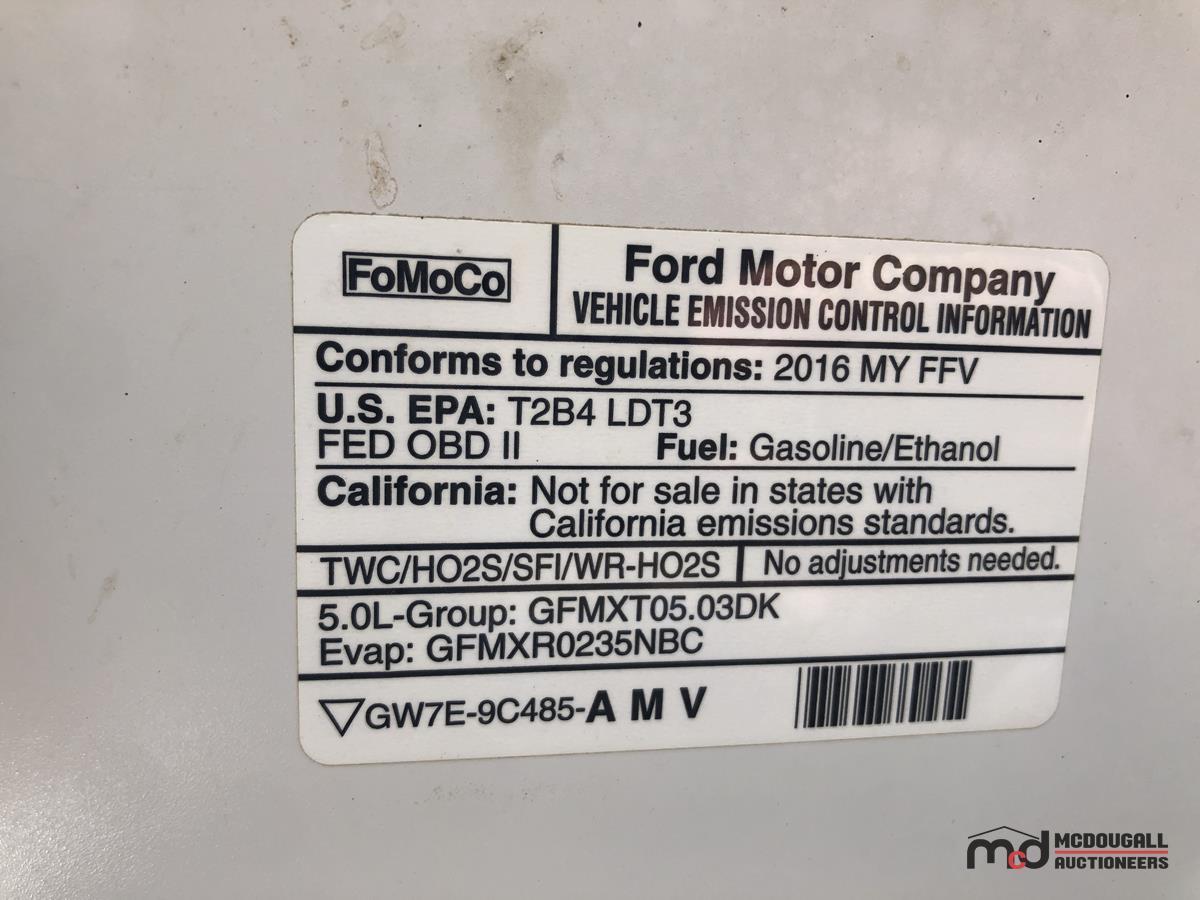 FoMoCo
Ford Motor Company
VEHICLE EMISSION CONTROL INFORMATION
Conforms to regulations: 2016 MY FFV
U.S. EPA: T2B4 LDT3
FED OBD II Fuel: Gasoline/Ethanol
California: Not for sale in states with
California emissions standards.
TWC/HO2S/SFI/WR-HO2S No adjustments needed.
5.0L-Group: GFMXT05.03DK
Evap: GFMXR0235NBC
GW7E-9C485-A M V
mcd MCDOUGALL
AUCTIONEERS